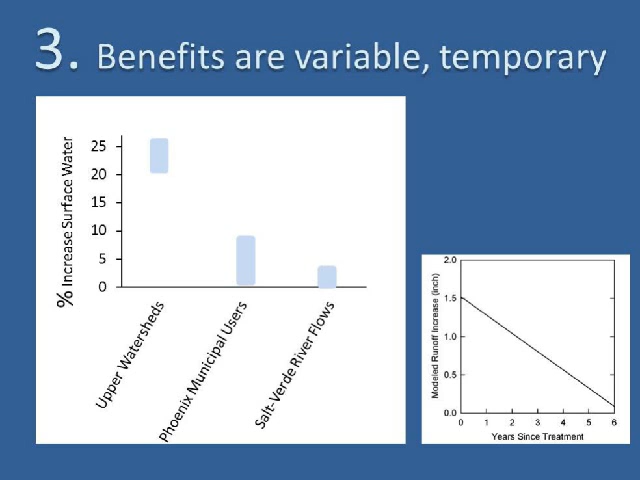 3. Benefits are variable, temporary
% Increase Surface Water
25
20
15
10
5
0
Upper Watersheds
Phoenix Municipal Users
Salt-Verde River Flows
Modeled Runoff Increase (inch)
2.0
1.5
1.0
0.5
0.0
0 1 2 3 4 5 6
Years Since Treatment